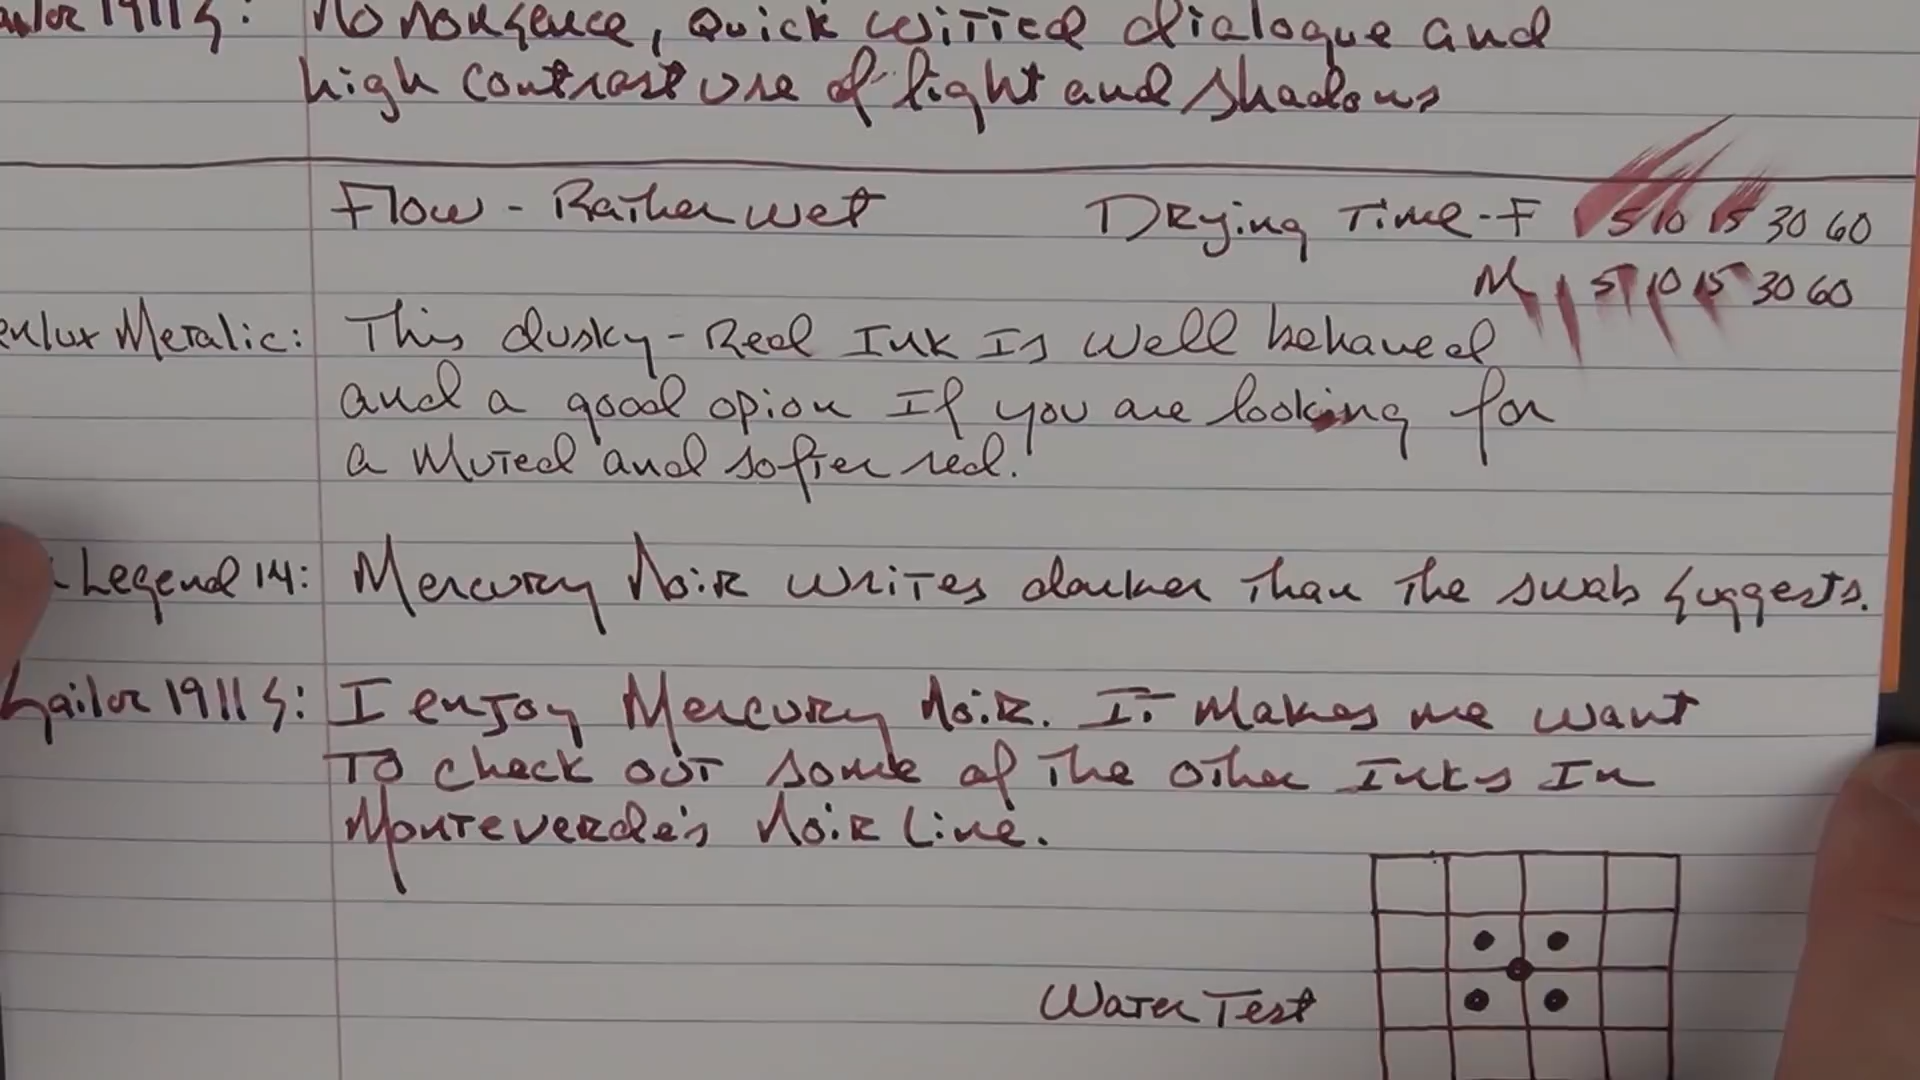 1911 S: No nonsence, Quick witted dialogue and
high contrast use of light and shadows
Flow - Rather wet Drying Time - F 1 5 10 15 30 60
M 1 5 10 15 30 60
Metalic: This dusky-Red Ink Is well behaved
and a good opion If you are looking for
a muted and softer red.
Legend 14: Mercury Noir writes darker than the swab suggests.
Sailor 1911 S: I enjoy Mercury Noir. It makes me want
To check out some of the other Inks In
Monteverde's Noir Line.
Water Test